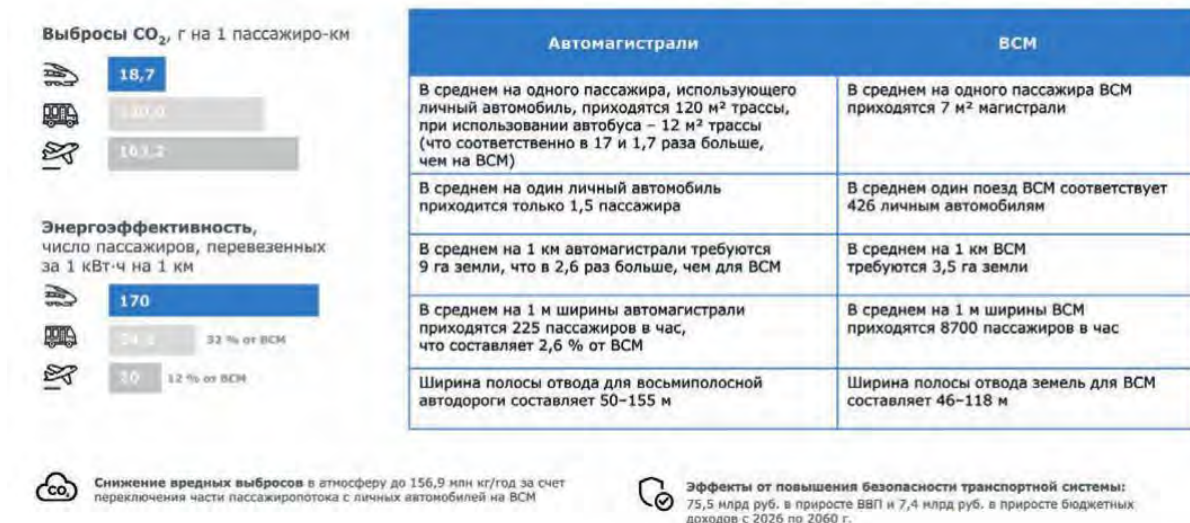 Выбросы CO₂, г на 1 пассажиро-км
18,7
163,2
Энергоэффективность,
число пассажиров, перевезенных
за 1 кВт·ч на 1 км
170
32 % от ВСМ
20
12 % от ВСМ
Автомагистрали
ВСМ
В среднем на одного пассажира, использующего
личный автомобиль, приходятся 120 м² трассы,
при использовании автобуса – 12 м² трассы
(что соответственно в 17 и 1,7 раза больше,
чем на ВСМ)
В среднем на одного пассажира ВСМ
приходятся 7 м² магистрали
В среднем на один личный автомобиль
приходится только 1,5 пассажира
В среднем один поезд ВСМ соответствует
426 личным автомобилям
В среднем на 1 км автомагистрали требуются
9 га земли, что в 2,6 раз больше, чем для ВСМ
В среднем на 1 км ВСМ
требуются 3,5 га земли
В среднем на 1 м ширины автомагистрали
приходятся 225 пассажиров в час,
что составляет 2,6 % от ВСМ
В среднем на 1 м ширины ВСМ
приходятся 8700 пассажиров в час
Ширина полосы отвода для восьмиполосной
автодороги составляет 50–155 м
Ширина полосы отвода земель для ВСМ
составляет 46–118 м
CO₂
Снижение вредных выбросов в атмосферу до 156,9 млн кг/год за счет
переключения части пассажиропотока с личных автомобилей на ВСМ
Эффекты от повышения безопасности транспортной системы:
75,5 млрд руб. в приросте ВВП и 7,4 млрд руб. в приросте бюджетных
доходов с 2026 по 2060 г.